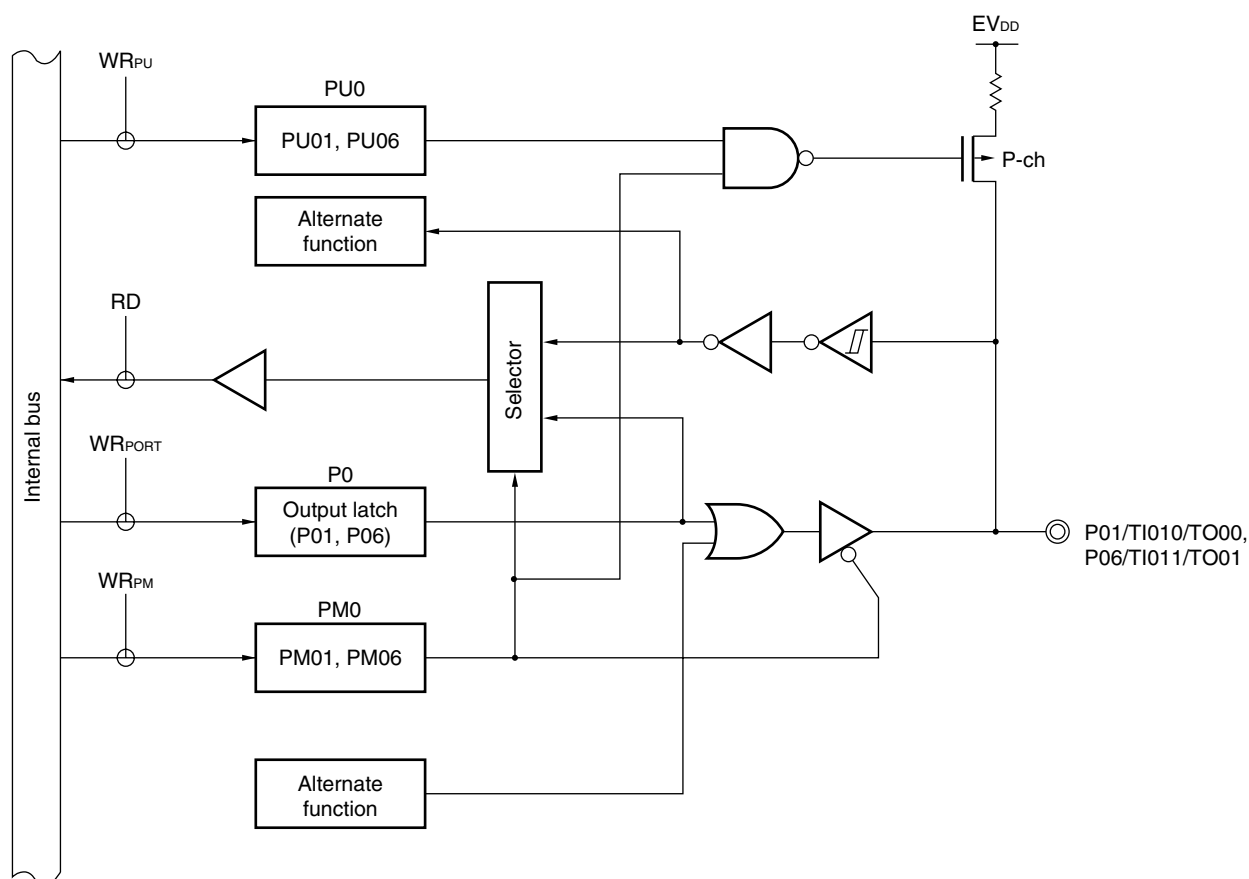 EVDD
WRPU
PU0
PU01, PU06
P-ch
Alternate
function
RD
Selector
Internal bus
WRPORT
P0
Output latch
(P01, P06)
P01/TI010/TO00,
P06/TI011/TO01
WRPM
PM0
PM01, PM06
Alternate
function